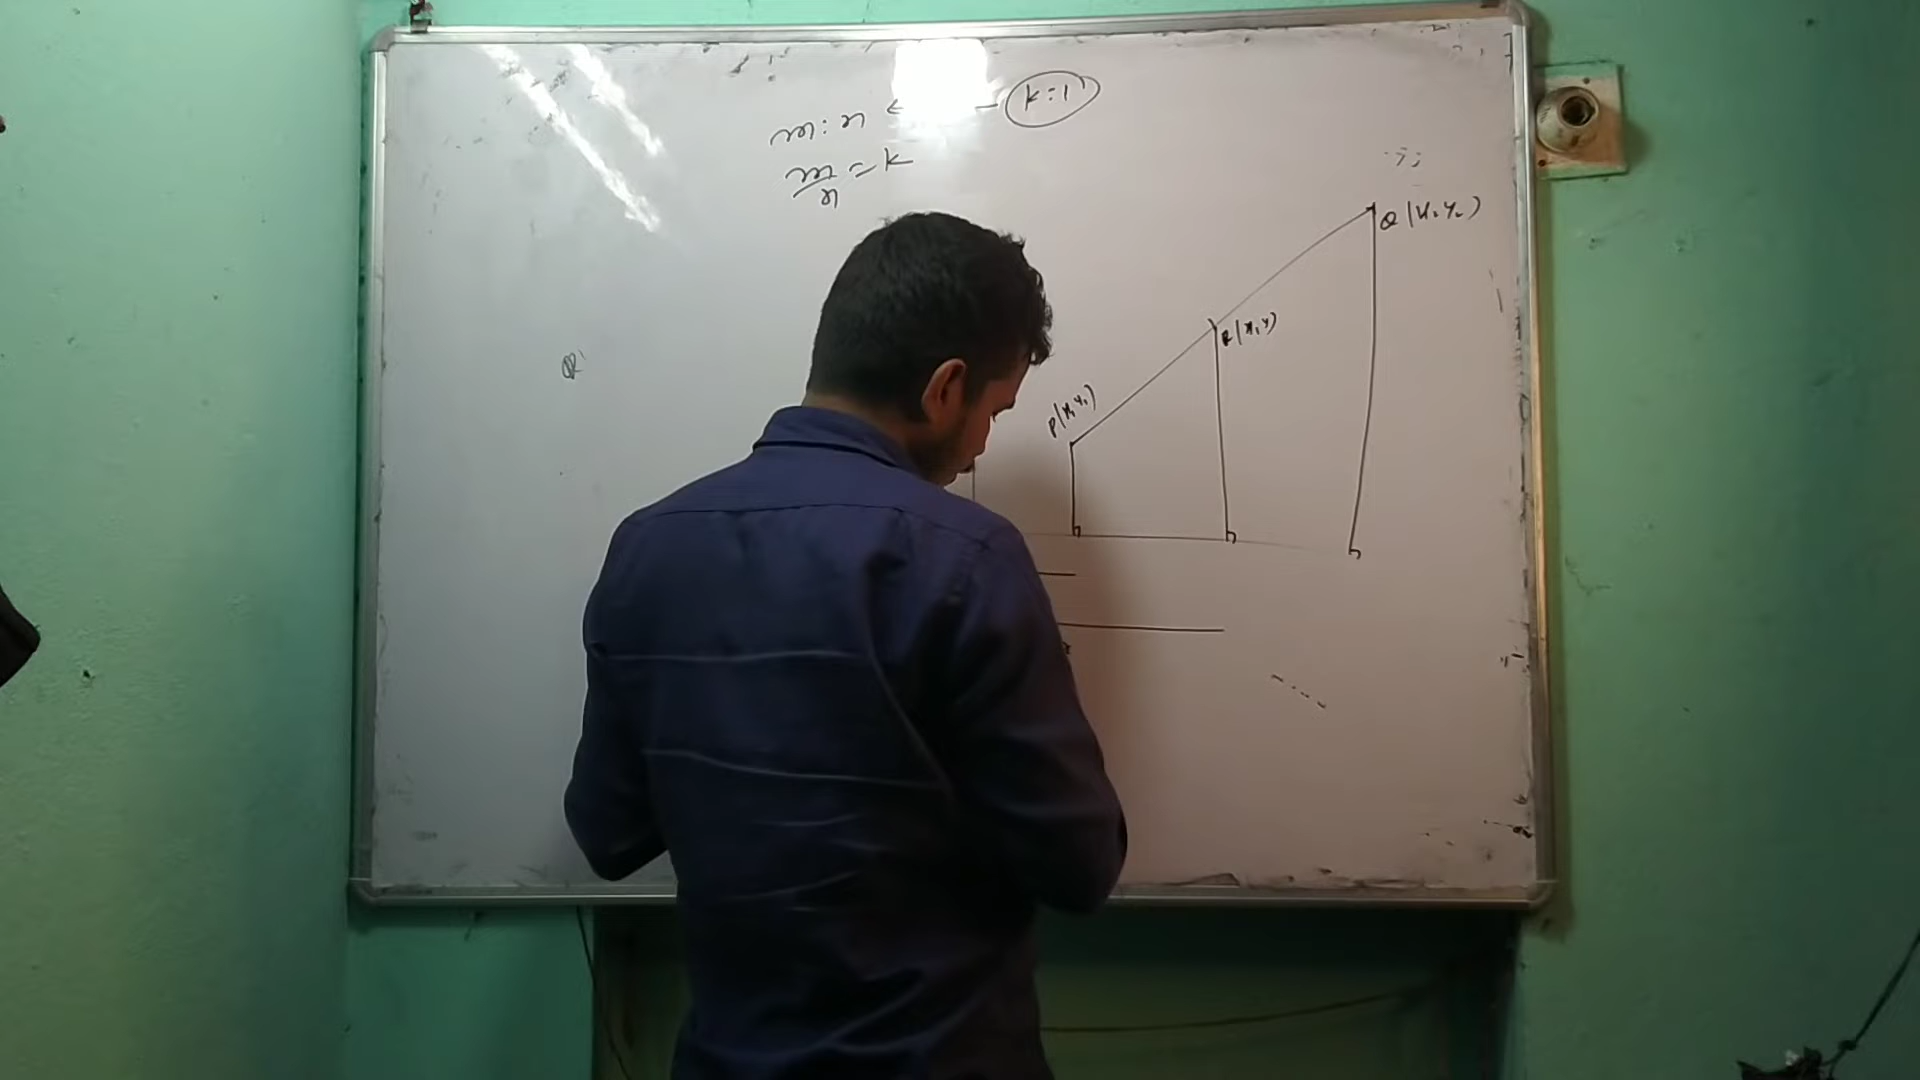 m:n → — k:1
m/n = k
Q(x₂ y₂)
R(x, y)
P(x₁ y₁)